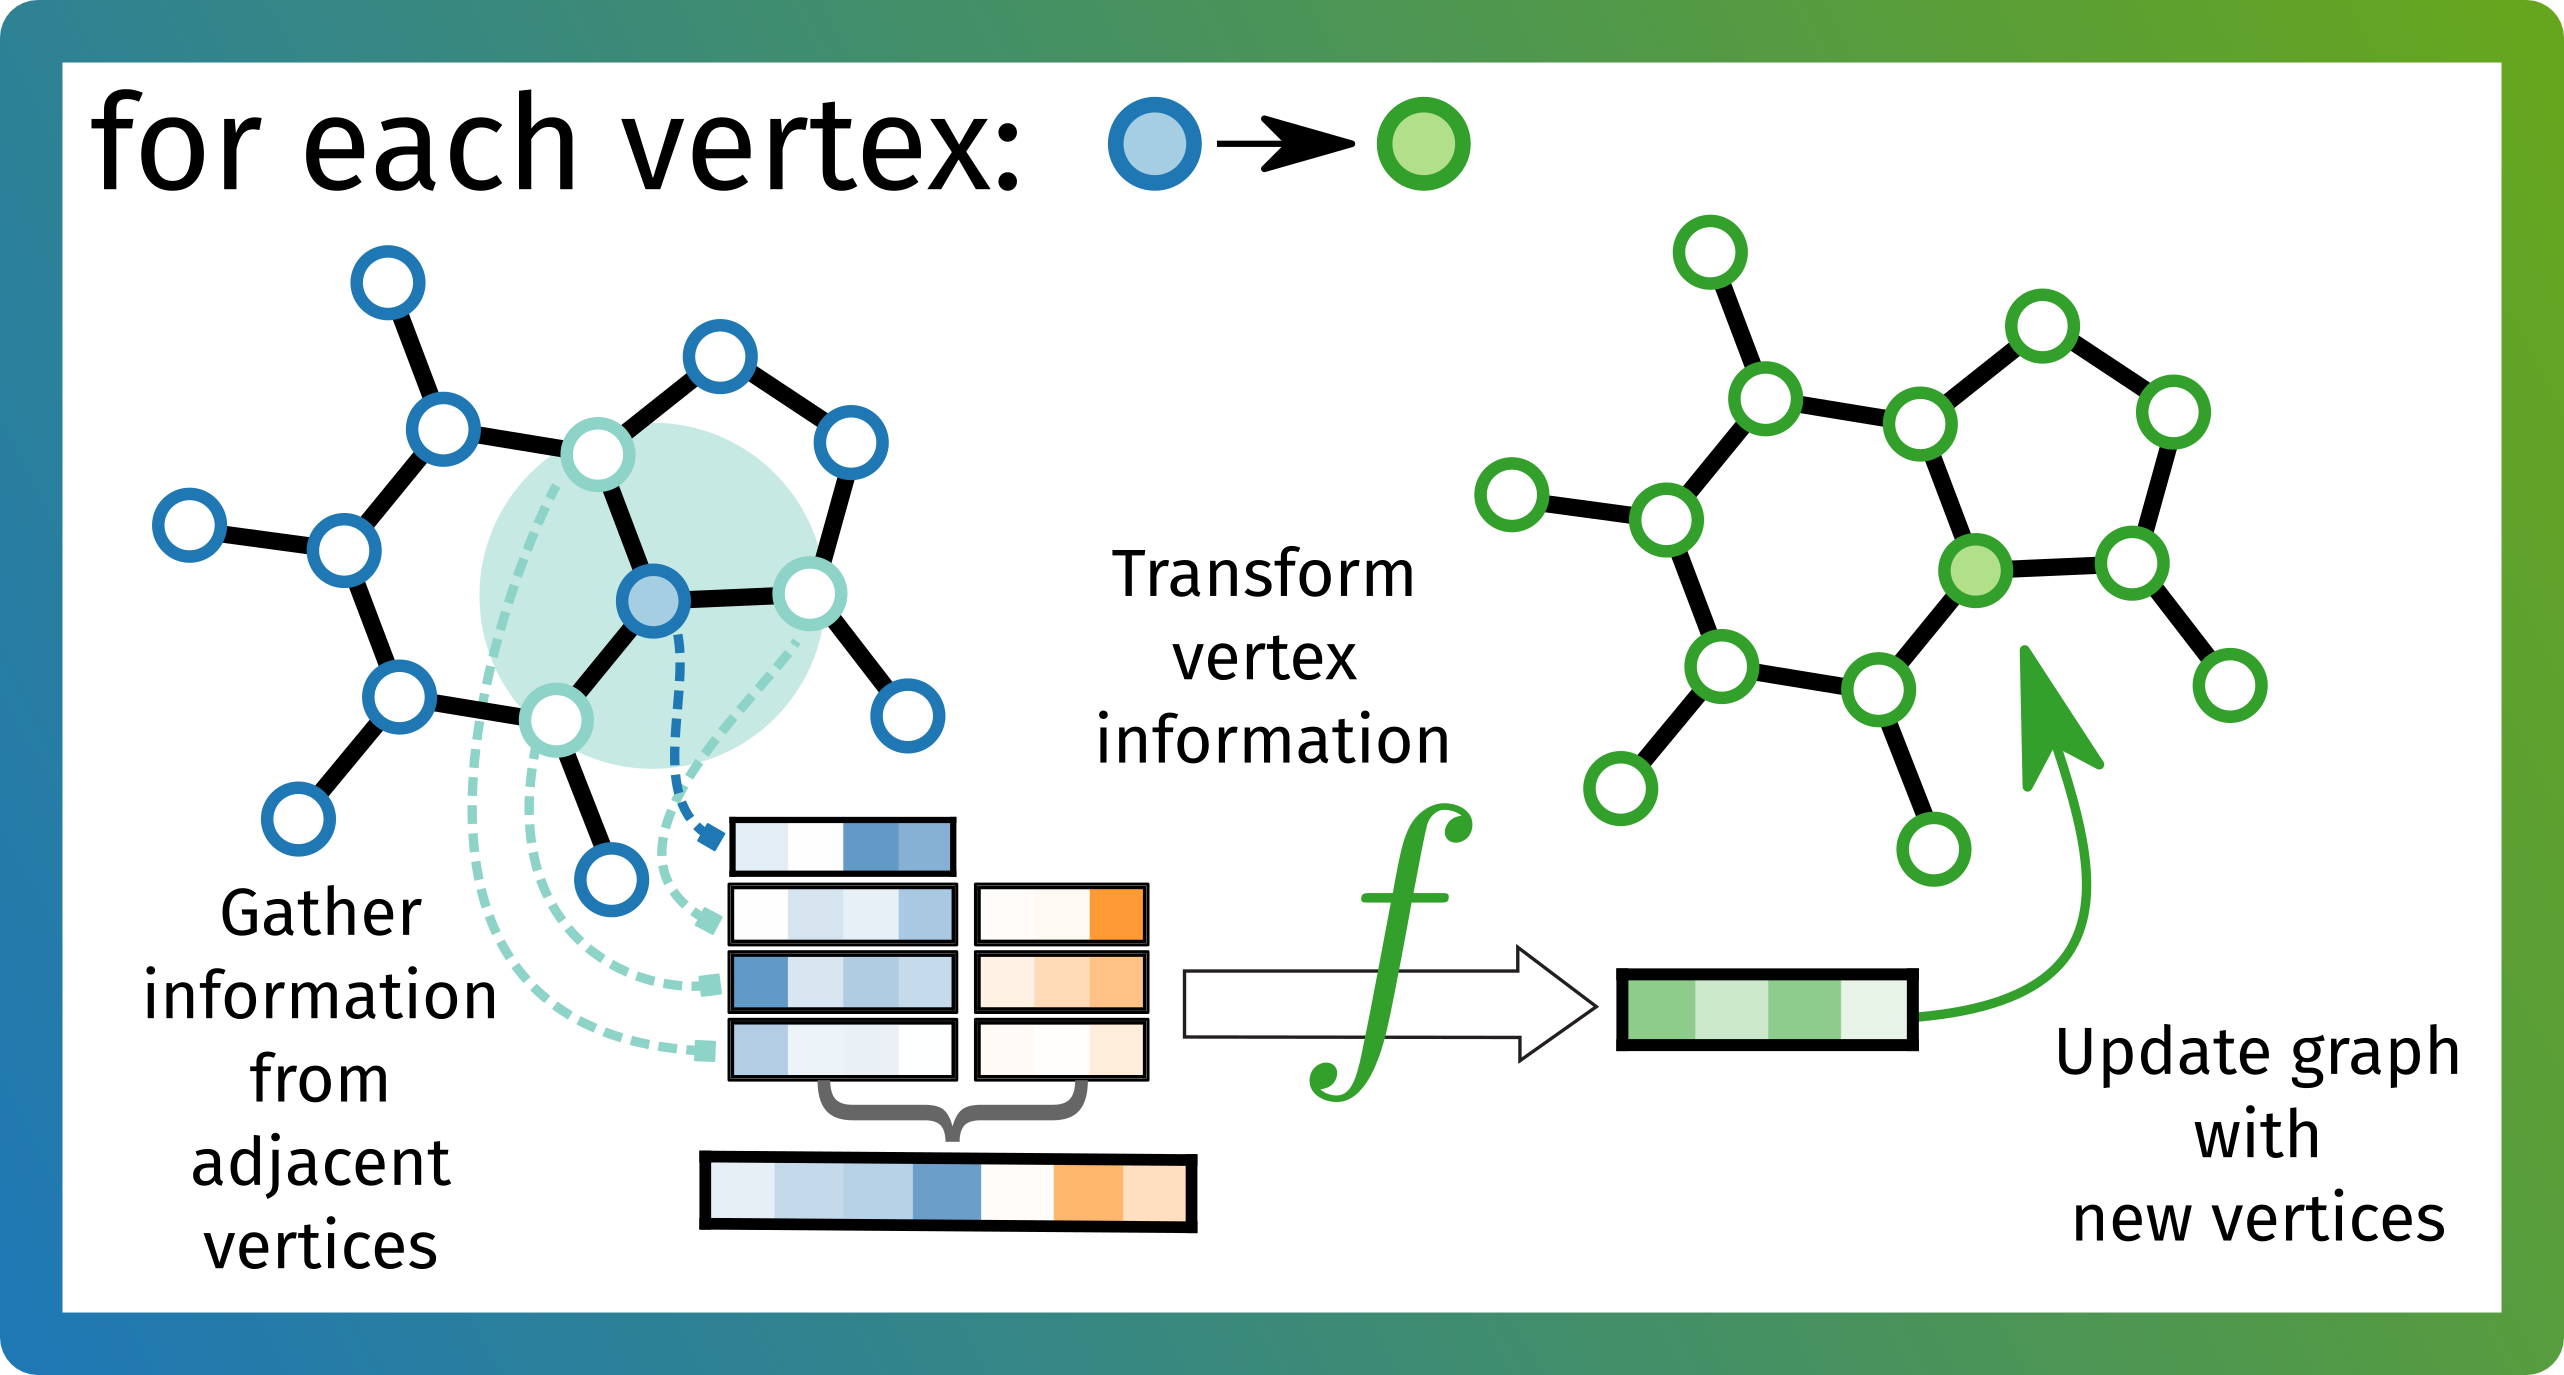 for each vertex:
Transform
vertex
information
f
Gather
information
from
adjacent
vertices
Update graph
with
new vertices